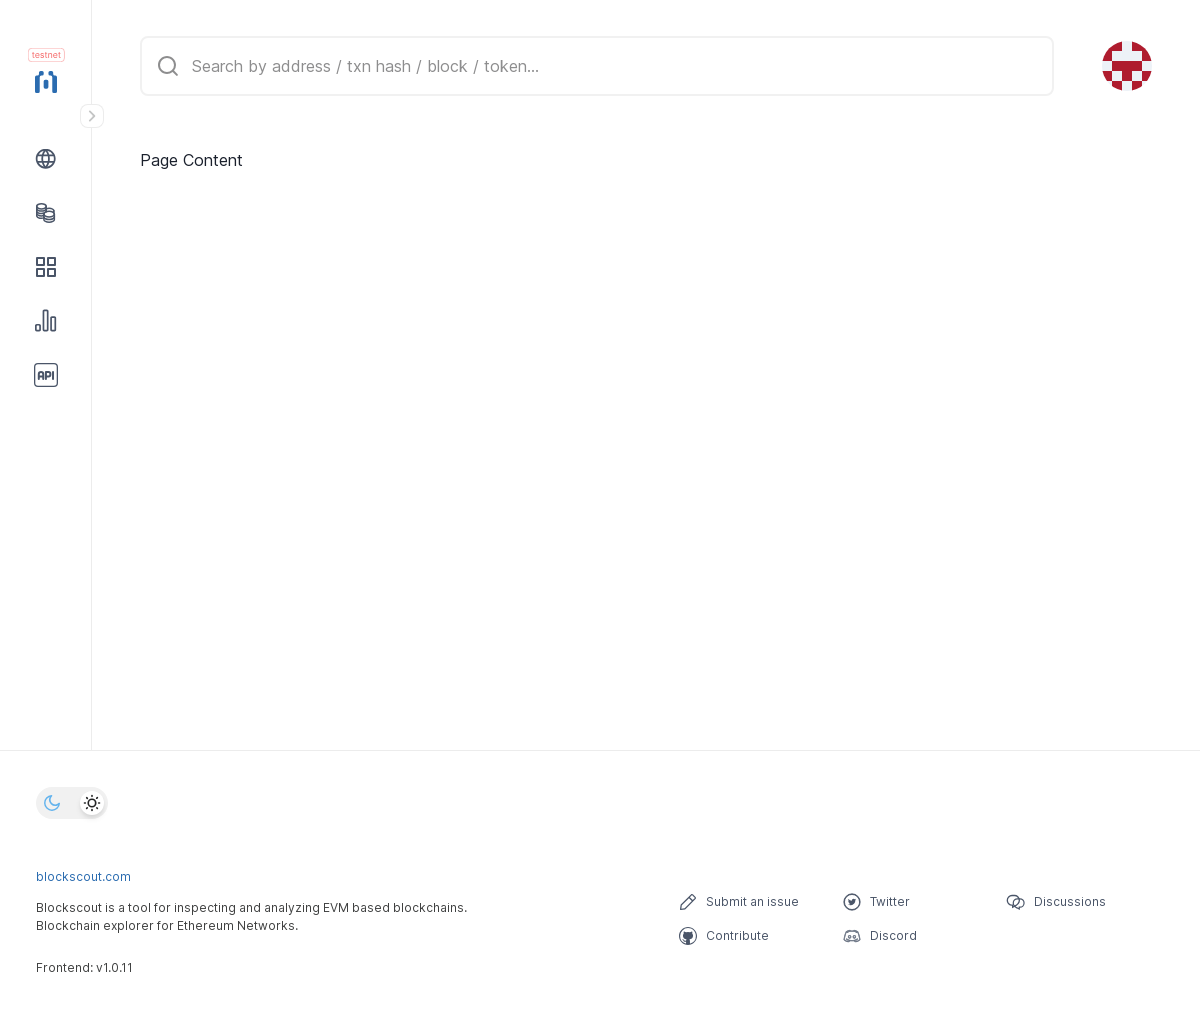 testnet
Search by address / txn hash / block / token...
Page Content
API
blockscout.com
Blockscout is a tool for inspecting and analyzing EVM based blockchains.
Blockchain explorer for Ethereum Networks.
Frontend: v1.0.11
Submit an issue
Twitter
Discussions
Contribute
Discord